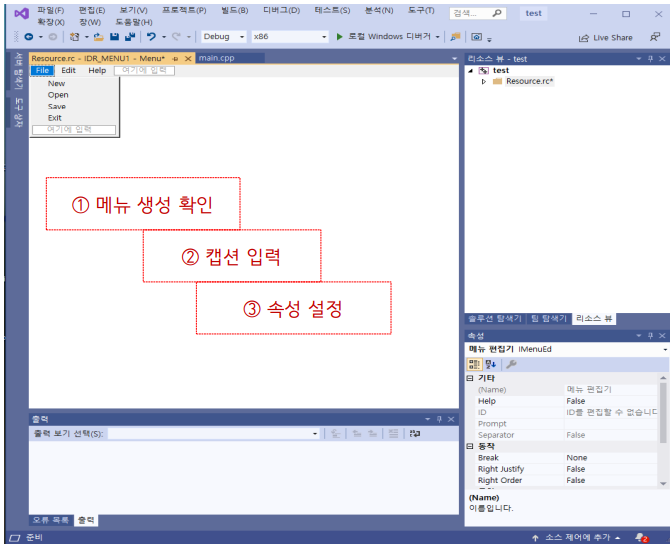 파일(F) 편집(E) 보기(V) 프로젝트(P) 빌드(B) 디버그(D) 테스트(S) 분석(N) 도구(T) 검색... test
확장(X) 창(W) 도움말(H)
Debug x86 로컬 Windows 디버거 Live Share
서버 탐색기
도구 상자
Resource.rc - IDR_MENU1 - Menu* main.cpp
File Edit Help 여기에 입력
New
Open
Save
Exit
여기에 입력
① 메뉴 생성 확인
② 캡션 입력
③ 속성 설정
리소스 뷰 - test
test
Resource.rc*
솔루션 탐색기 팀 탐색기 리소스 뷰
속성
메뉴 편집기 IMenuEd
기타
(Name) 메뉴 편집기
Help False
ID ID를 편집할 수 없습니다
Prompt
Separator False
동작
Break None
Right Justify False
Right Order False
(Name)
이름입니다.
출력
출력 보기 선택(S):
오류 목록 출력
준비 소스 제어에 추가 2